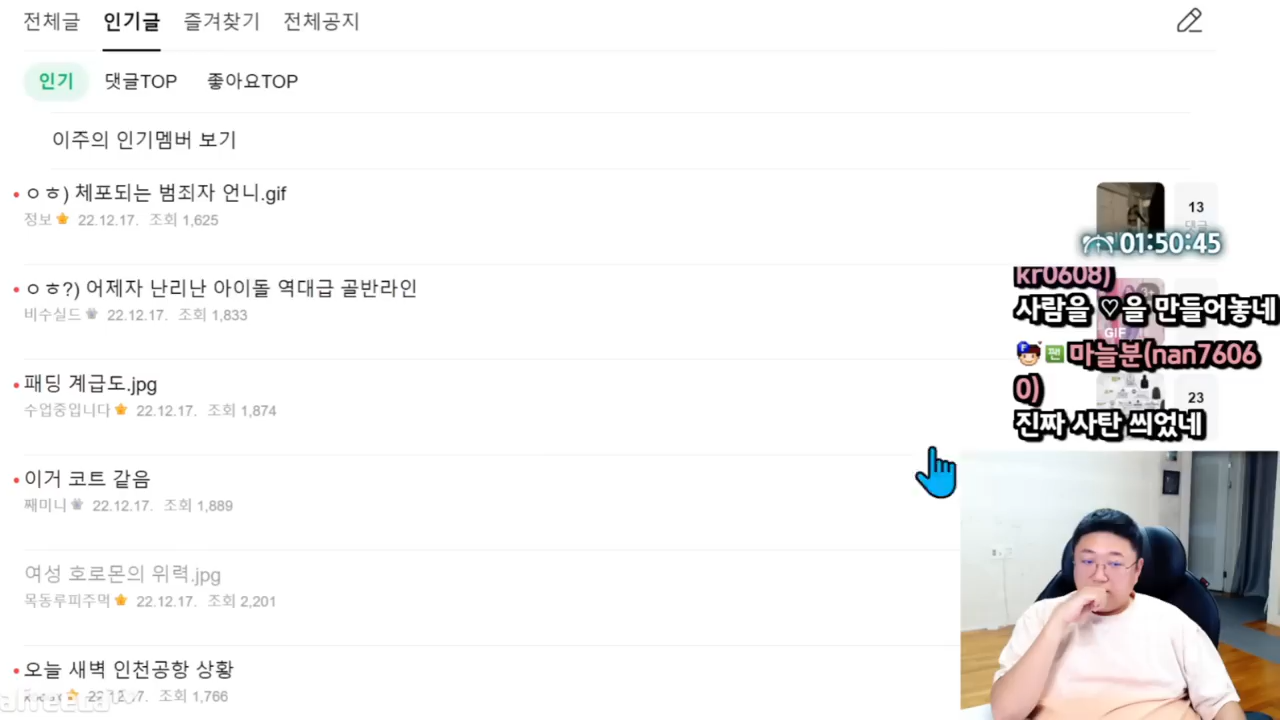 전체글 인기글 즐겨찾기 전체공지
인기 댓글TOP 좋아요TOP
이주의 인기멤버 보기
ㅇㅎ) 체포되는 범죄자 언니.gif
정보 22.12.17. 조회 1,625
13
댓글
01:50:45
ㅇㅎ?) 어제자 난리난 아이돌 역대급 골반라인
비수실드 22.12.17. 조회 1,833
kr0608)
사람을 ♡을 만들어놓네
GIF
마늘분(nan7606
0)
진짜 사탄 씌었네
패딩 계급도.jpg
수업중입니다 22.12.17. 조회 1,874
23
이거 코트 같음
째미니 22.12.17. 조회 1,889
여성 호로몬의 위력.jpg
목동루피주먹 22.12.17. 조회 2,201
오늘 새벽 인천공항 상황
조회 1,766
afreeca